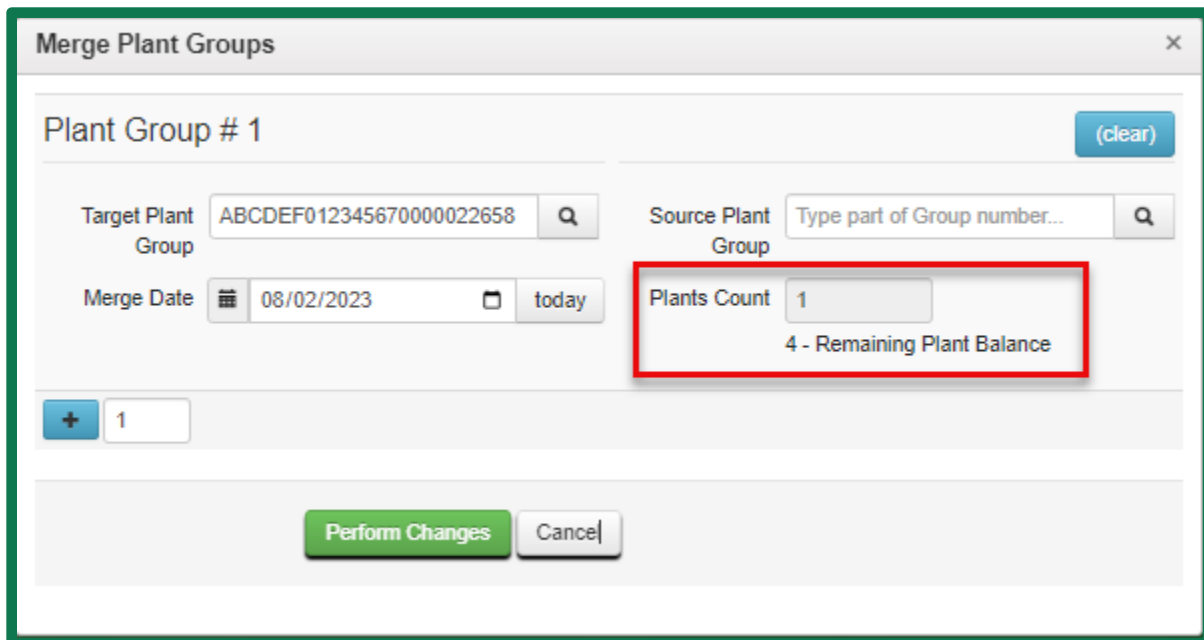 Merge Plant Groups
×
Plant Group # 1
(clear)
Target Plant Group
ABCDEF012345670000022658
Source Plant Group
Type part of Group number...
Merge Date
08/02/2023
today
Plants Count
1
4 - Remaining Plant Balance
+
1
Perform Changes
Cancel